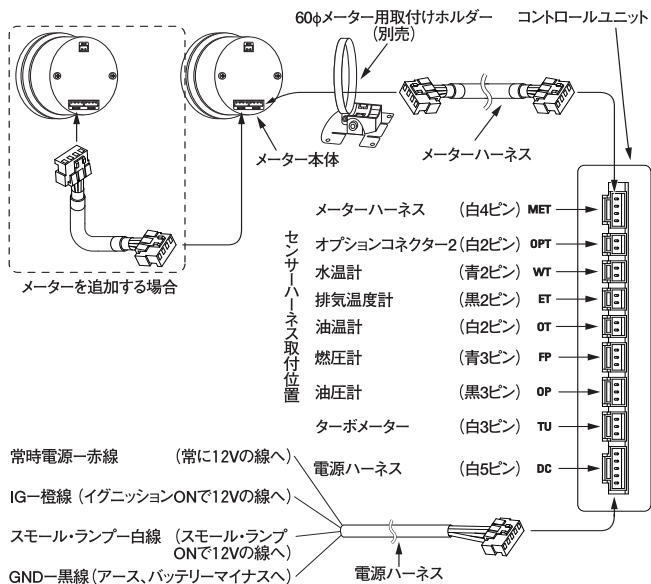 60φメーター用取付けホルダー
(別売)
コントロールユニット
メーター本体
メーターハーネス
メーターを追加する場合
センサーハーネス取付位置
メーターハーネス (白4ピン) MET
オプションコネクター2 (白2ピン) OPT
水温計 (青2ピン) WT
排気温度計 (黒2ピン) ET
油温計 (白2ピン) OT
燃圧計 (青3ピン) FP
油圧計 (黒3ピン) OP
ターボメーター (白3ピン) TU
電源ハーネス (白5ピン) DC
常時電源ー赤線 (常に12Vの線へ)
IGー橙線 (イグニッションONで12Vの線へ)
スモール・ランプー白線 (スモール・ランプ
ONで12Vの線へ)
GNDー黒線 (アース、バッテリーマイナスへ)
電源ハーネス